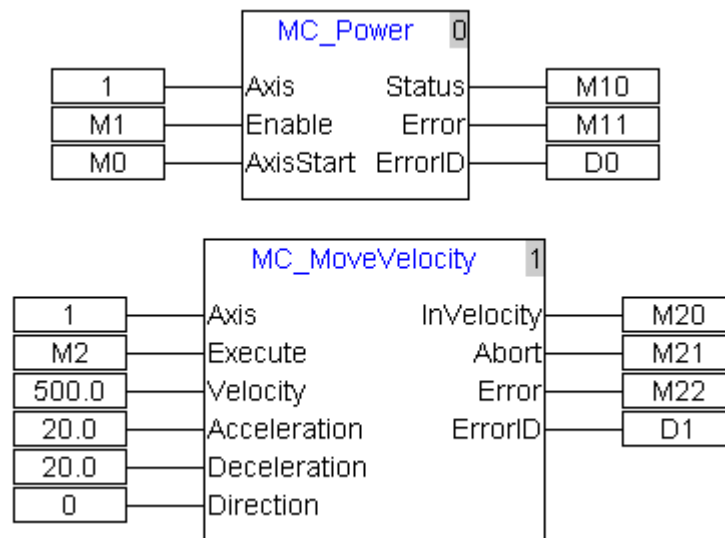 MC_Power 0
1 Axis Status M10
M1 Enable Error M11
M0 AxisStart ErrorID D0
MC_MoveVelocity 1
1 Axis InVelocity M20
M2 Execute Abort M21
500.0 Velocity Error M22
20.0 Acceleration ErrorID D1
20.0 Deceleration
0 Direction